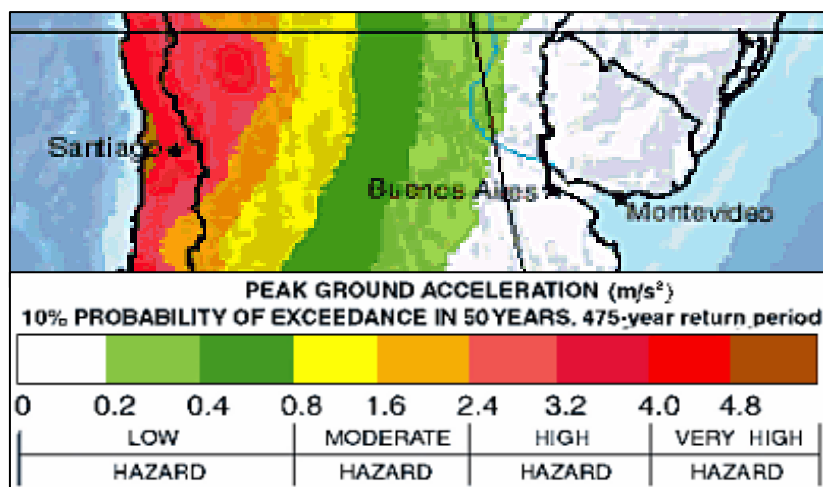 Santiago
Buenos Aires
Montevideo
PEAK GROUND ACCELERATION (m/s²)
10% PROBABILITY OF EXCEEDANCE IN 50 YEARS, 475-year return period
0 0.2 0.4 0.8 1.6 2.4 3.2 4.0 4.8
LOW MODERATE HIGH VERY HIGH
HAZARD HAZARD HAZARD HAZARD